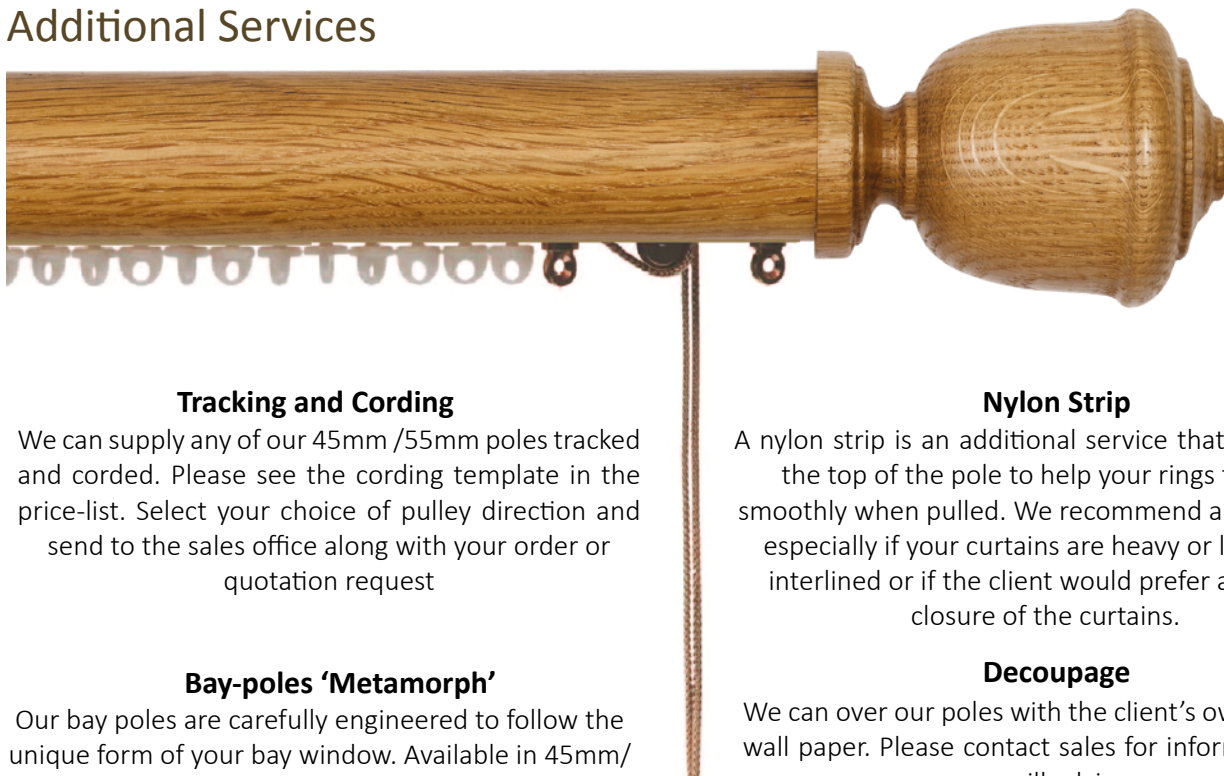 Additional Services
Tracking and Cording
We can supply any of our 45mm /55mm poles tracked
and corded. Please see the cording template in the
price-list. Select your choice of pulley direction and
send to the sales office along with your order or
quotation request
Bay-poles ‘Metamorph’
Our bay poles are carefully engineered to follow the
unique form of your bay window. Available in 45mm/
Nylon Strip
A nylon strip is an additional service that
the top of the pole to help your rings
smoothly when pulled. We recommend a
especially if your curtains are heavy or
interlined or if the client would prefer a
closure of the curtains.
Decoupage
We can over our poles with the client’s
wall paper. Please contact sales for